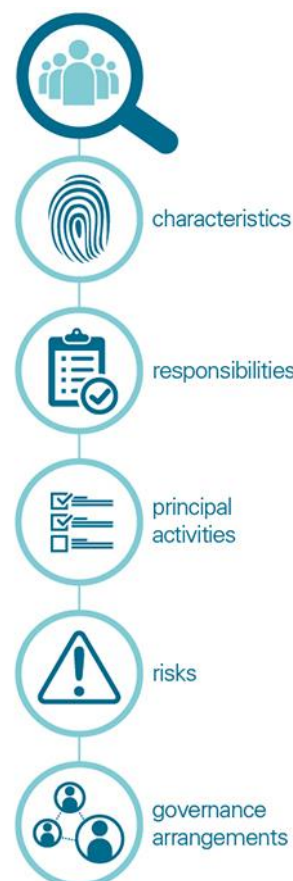 characteristics
responsibilities
principal
activities
risks
governance
arrangements